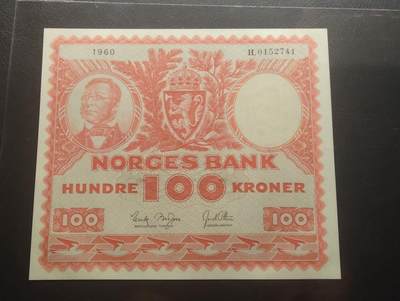 1960 H.0152741
NORGES BANK
HUNDRE 100 KRONER
100 100